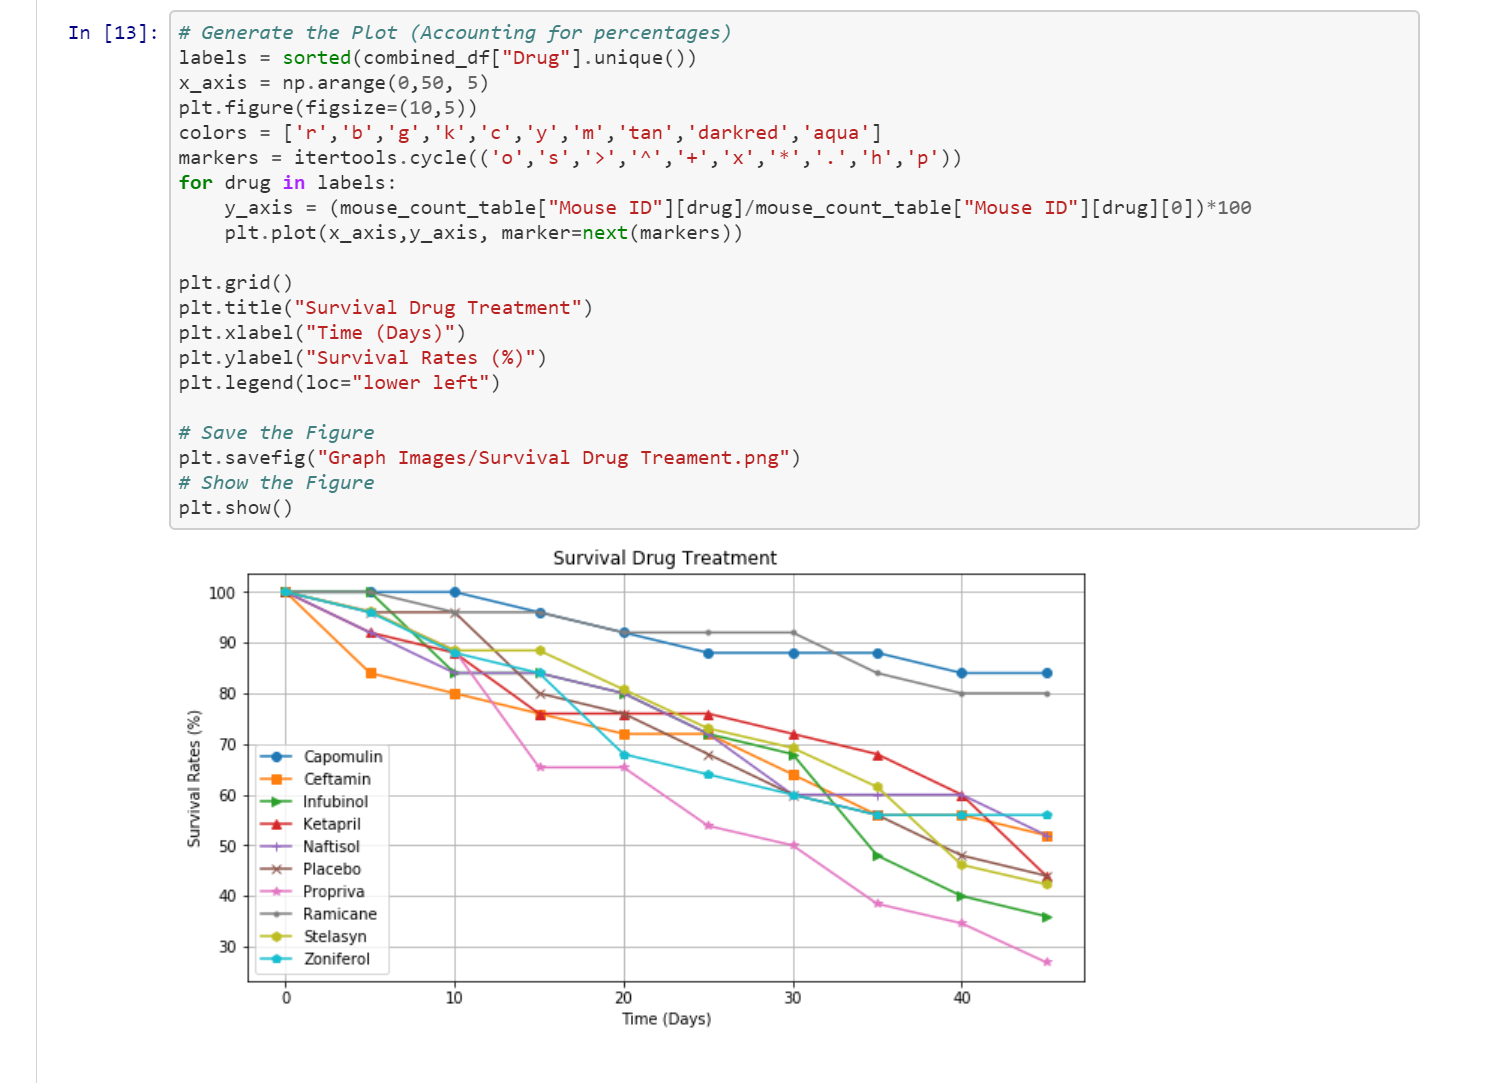 In [13]:
# Generate the Plot (Accounting for percentages)
labels = sorted(combined_df["Drug"].unique())
x_axis = np.arange(0,50, 5)
plt.figure(figsize=(10,5))
colors = ['r','b','g','k','c','y','m','tan','darkred','aqua']
markers = itertools.cycle(('o','s','>','^','+','x','*','.','h','p'))
for drug in labels:
    y_axis = (mouse_count_table["Mouse ID"][drug]/mouse_count_table["Mouse ID"][drug][0])*100
    plt.plot(x_axis,y_axis, marker=next(markers))
plt.grid()
plt.title("Survival Drug Treatment")
plt.xlabel("Time (Days)")
plt.ylabel("Survival Rates (%)")
plt.legend(loc="lower left")
# Save the Figure
plt.savefig("Graph Images/Survival Drug Treament.png")
# Show the Figure
plt.show()
Survival Drug Treatment
100
90
80
70
60
50
40
30
Survival Rates (%)
Capomulin
Ceftamin
Infubinol
Ketapril
Naftisol
Placebo
Propriva
Ramicane
Stelasyn
Zoniferol
0 10 20 30 40
Time (Days)